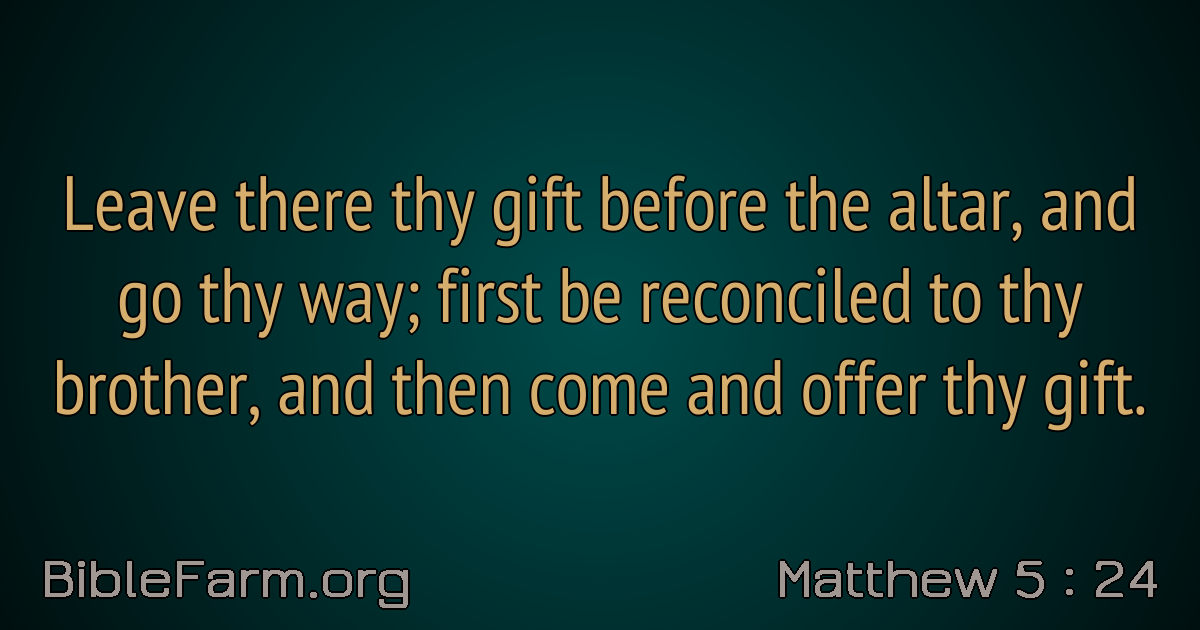 Leave there thy gift before the altar, and
go thy way; first be reconciled to thy
brother, and then come and offer thy gift.
BibleFarm.org
Matthew 5 : 24